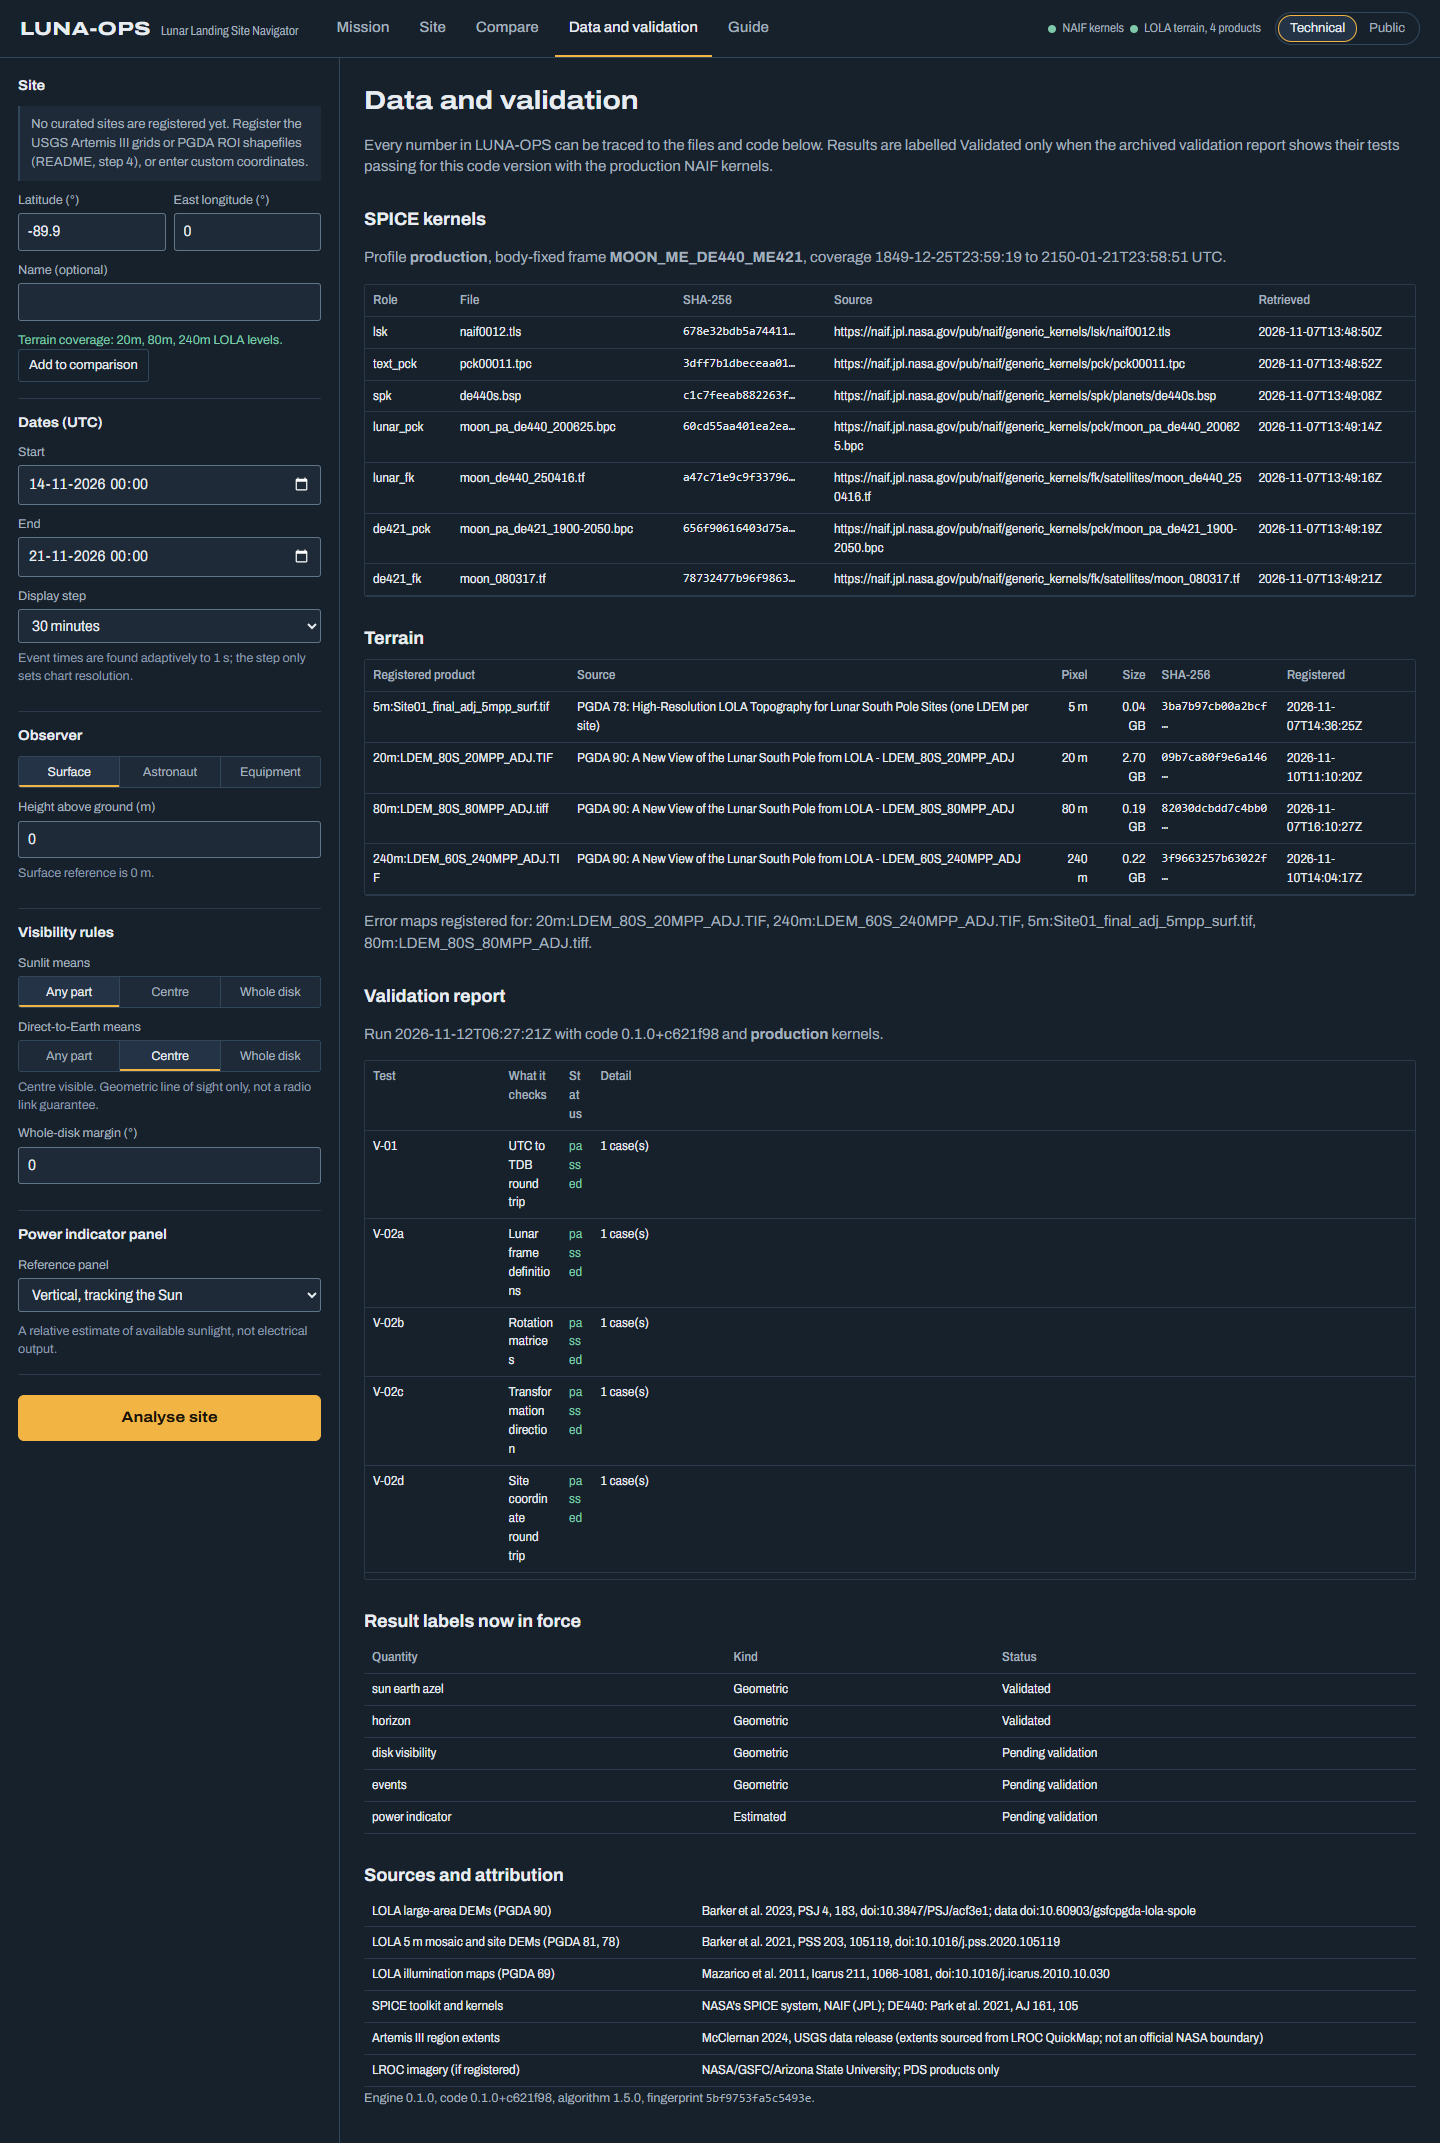 LUNA-OPS Lunar Landing Site Navigator Mission Site Compare Data and validation Guide NAIF kernels LOLA terrain, 4 products Technical Public
Site
No curated sites are registered yet. Register the
USGS Artemis III grids or PGDA ROI shapefiles
(README, step 4), or enter custom coordinates.
Latitude (°) East longitude (°)
-89.9 0
Name (optional)
Terrain coverage: 20m, 80m, 240m LOLA levels.
Add to comparison
Dates (UTC)
Start
14-11-2026 00:00
End
21-11-2026 00:00
Display step
30 minutes
Event times are found adaptively to 1 s; the step only
sets chart resolution.
Observer
Surface Astronaut Equipment
Height above ground (m)
0
Surface reference is 0 m.
Visibility rules
Sunlit means
Any part Centre Whole disk
Direct-to-Earth means
Any part Centre Whole disk
Centre visible. Geometric line of sight only, not a radio
link guarantee.
Whole-disk margin (°)
0
Power indicator panel
Reference panel
Vertical, tracking the Sun
A relative estimate of available sunlight, not electrical
output.
Analyse site
Data and validation
Every number in LUNA-OPS can be traced to the files and code below. Results are labelled Validated only when the archived validation report shows their tests
passing for this code version with the production NAIF kernels.
SPICE kernels
Profile production, body-fixed frame MOON_ME_DE440_ME421, coverage 1849-12-25T23:59:19 to 2150-01-21T23:58:51 UTC.
Role File SHA-256 Source Retrieved
lsk naif0012.tls 678e32bdb5a74411… https://naif.jpl.nasa.gov/pub/naif/generic_kernels/lsk/naif0012.tls 2026-11-07T13:48:50Z
text_pck pck00011.tpc 3dff7b1dbeceaa01… https://naif.jpl.nasa.gov/pub/naif/generic_kernels/pck/pck00011.tpc 2026-11-07T13:48:52Z
spk de440s.bsp c1c7feeab882263f… https://naif.jpl.nasa.gov/pub/naif/generic_kernels/spk/planets/de440s.bsp 2026-11-07T13:49:08Z
lunar_pck moon_pa_de440_200625.bpc 60cd55aa401ea2ea… https://naif.jpl.nasa.gov/pub/naif/generic_kernels/pck/moon_pa_de440_20062 2026-11-07T13:49:14Z
5.bpc
lunar_fk moon_de440_250416.tf a47c71e9c9f33796… https://naif.jpl.nasa.gov/pub/naif/generic_kernels/fk/satellites/moon_de440_25 2026-11-07T13:49:16Z
0416.tf
de421_pck moon_pa_de421_1900-2050.bpc 656f90616403d75a… https://naif.jpl.nasa.gov/pub/naif/generic_kernels/pck/moon_pa_de421_1900- 2026-11-07T13:49:19Z
2050.bpc
de421_fk moon_080317.tf 78732477b96f9863… https://naif.jpl.nasa.gov/pub/naif/generic_kernels/fk/satellites/moon_080317.tf 2026-11-07T13:49:21Z
Terrain
Registered product Source Pixel Size SHA-256 Registered
5m:Site01_final_adj_5mpp_surf.tif PGDA 78: High-Resolution LOLA Topography for Lunar South Pole Sites (one LDEM per 5 m 0.04 3ba7b97cb00a2bcf 2026-11-
site) GB … 07T14:36:25Z
20m:LDEM_80S_20MPP_ADJ.TIF PGDA 90: A New View of the Lunar South Pole from LOLA - LDEM_80S_20MPP_ADJ 20 m 2.70 09b7ca80f9e6a146 2026-11-
GB … 10T11:10:20Z
80m:LDEM_80S_80MPP_ADJ.tiff PGDA 90: A New View of the Lunar South Pole from LOLA - LDEM_80S_80MPP_ADJ 80 m 0.19 82030dcbdd7c4bb0 2026-11-
GB … 07T16:10:27Z
240m:LDEM_60S_240MPP_ADJ.TI PGDA 90: A New View of the Lunar South Pole from LOLA - LDEM_60S_240MPP_ADJ 240 0.22 3f9663257b63022f 2026-11-
F m GB … 10T14:04:17Z
Error maps registered for: 20m:LDEM_80S_20MPP_ADJ.TIF, 240m:LDEM_60S_240MPP_ADJ.TIF, 5m:Site01_final_adj_5mpp_surf.tif,
80m:LDEM_80S_80MPP_ADJ.tiff.
Validation report
Run 2026-11-12T06:27:21Z with code 0.1.0+c621f98 and production kernels.
Test What it St Detail
checks at
us
V-01 UTC to pa 1 case(s)
TDB ss
round ed
trip
V-02a Lunar pa 1 case(s)
frame ss
definitio ed
ns
V-02b Rotation pa 1 case(s)
matrice ss
s ed
V-02c Transfor pa 1 case(s)
mation ss
directio ed
n
V-02d Site pa 1 case(s)
coordin ss
ate ed
round
trip
Result labels now in force
Quantity Kind Status
sun earth azel Geometric Validated
horizon Geometric Validated
disk visibility Geometric Pending validation
events Geometric Pending validation
power indicator Estimated Pending validation
Sources and attribution
LOLA large-area DEMs (PGDA 90) Barker et al. 2023, PSJ 4, 183, doi:10.3847/PSJ/acf3e1; data doi:10.60903/gsfcpgda-lola-spole
LOLA 5 m mosaic and site DEMs (PGDA 81, 78) Barker et al. 2021, PSS 203, 105119, doi:10.1016/j.pss.2020.105119
LOLA illumination maps (PGDA 69) Mazarico et al. 2011, Icarus 211, 1066-1081, doi:10.1016/j.icarus.2010.10.030
SPICE toolkit and kernels NASA's SPICE system, NAIF (JPL); DE440: Park et al. 2021, AJ 161, 105
Artemis III region extents McClernan 2024, USGS data release (extents sourced from LROC QuickMap; not an official NASA boundary)
LROC imagery (if registered) NASA/GSFC/Arizona State University; PDS products only
Engine 0.1.0, code 0.1.0+c621f98, algorithm 1.5.0, fingerprint 5bf9753fa5c5493e.